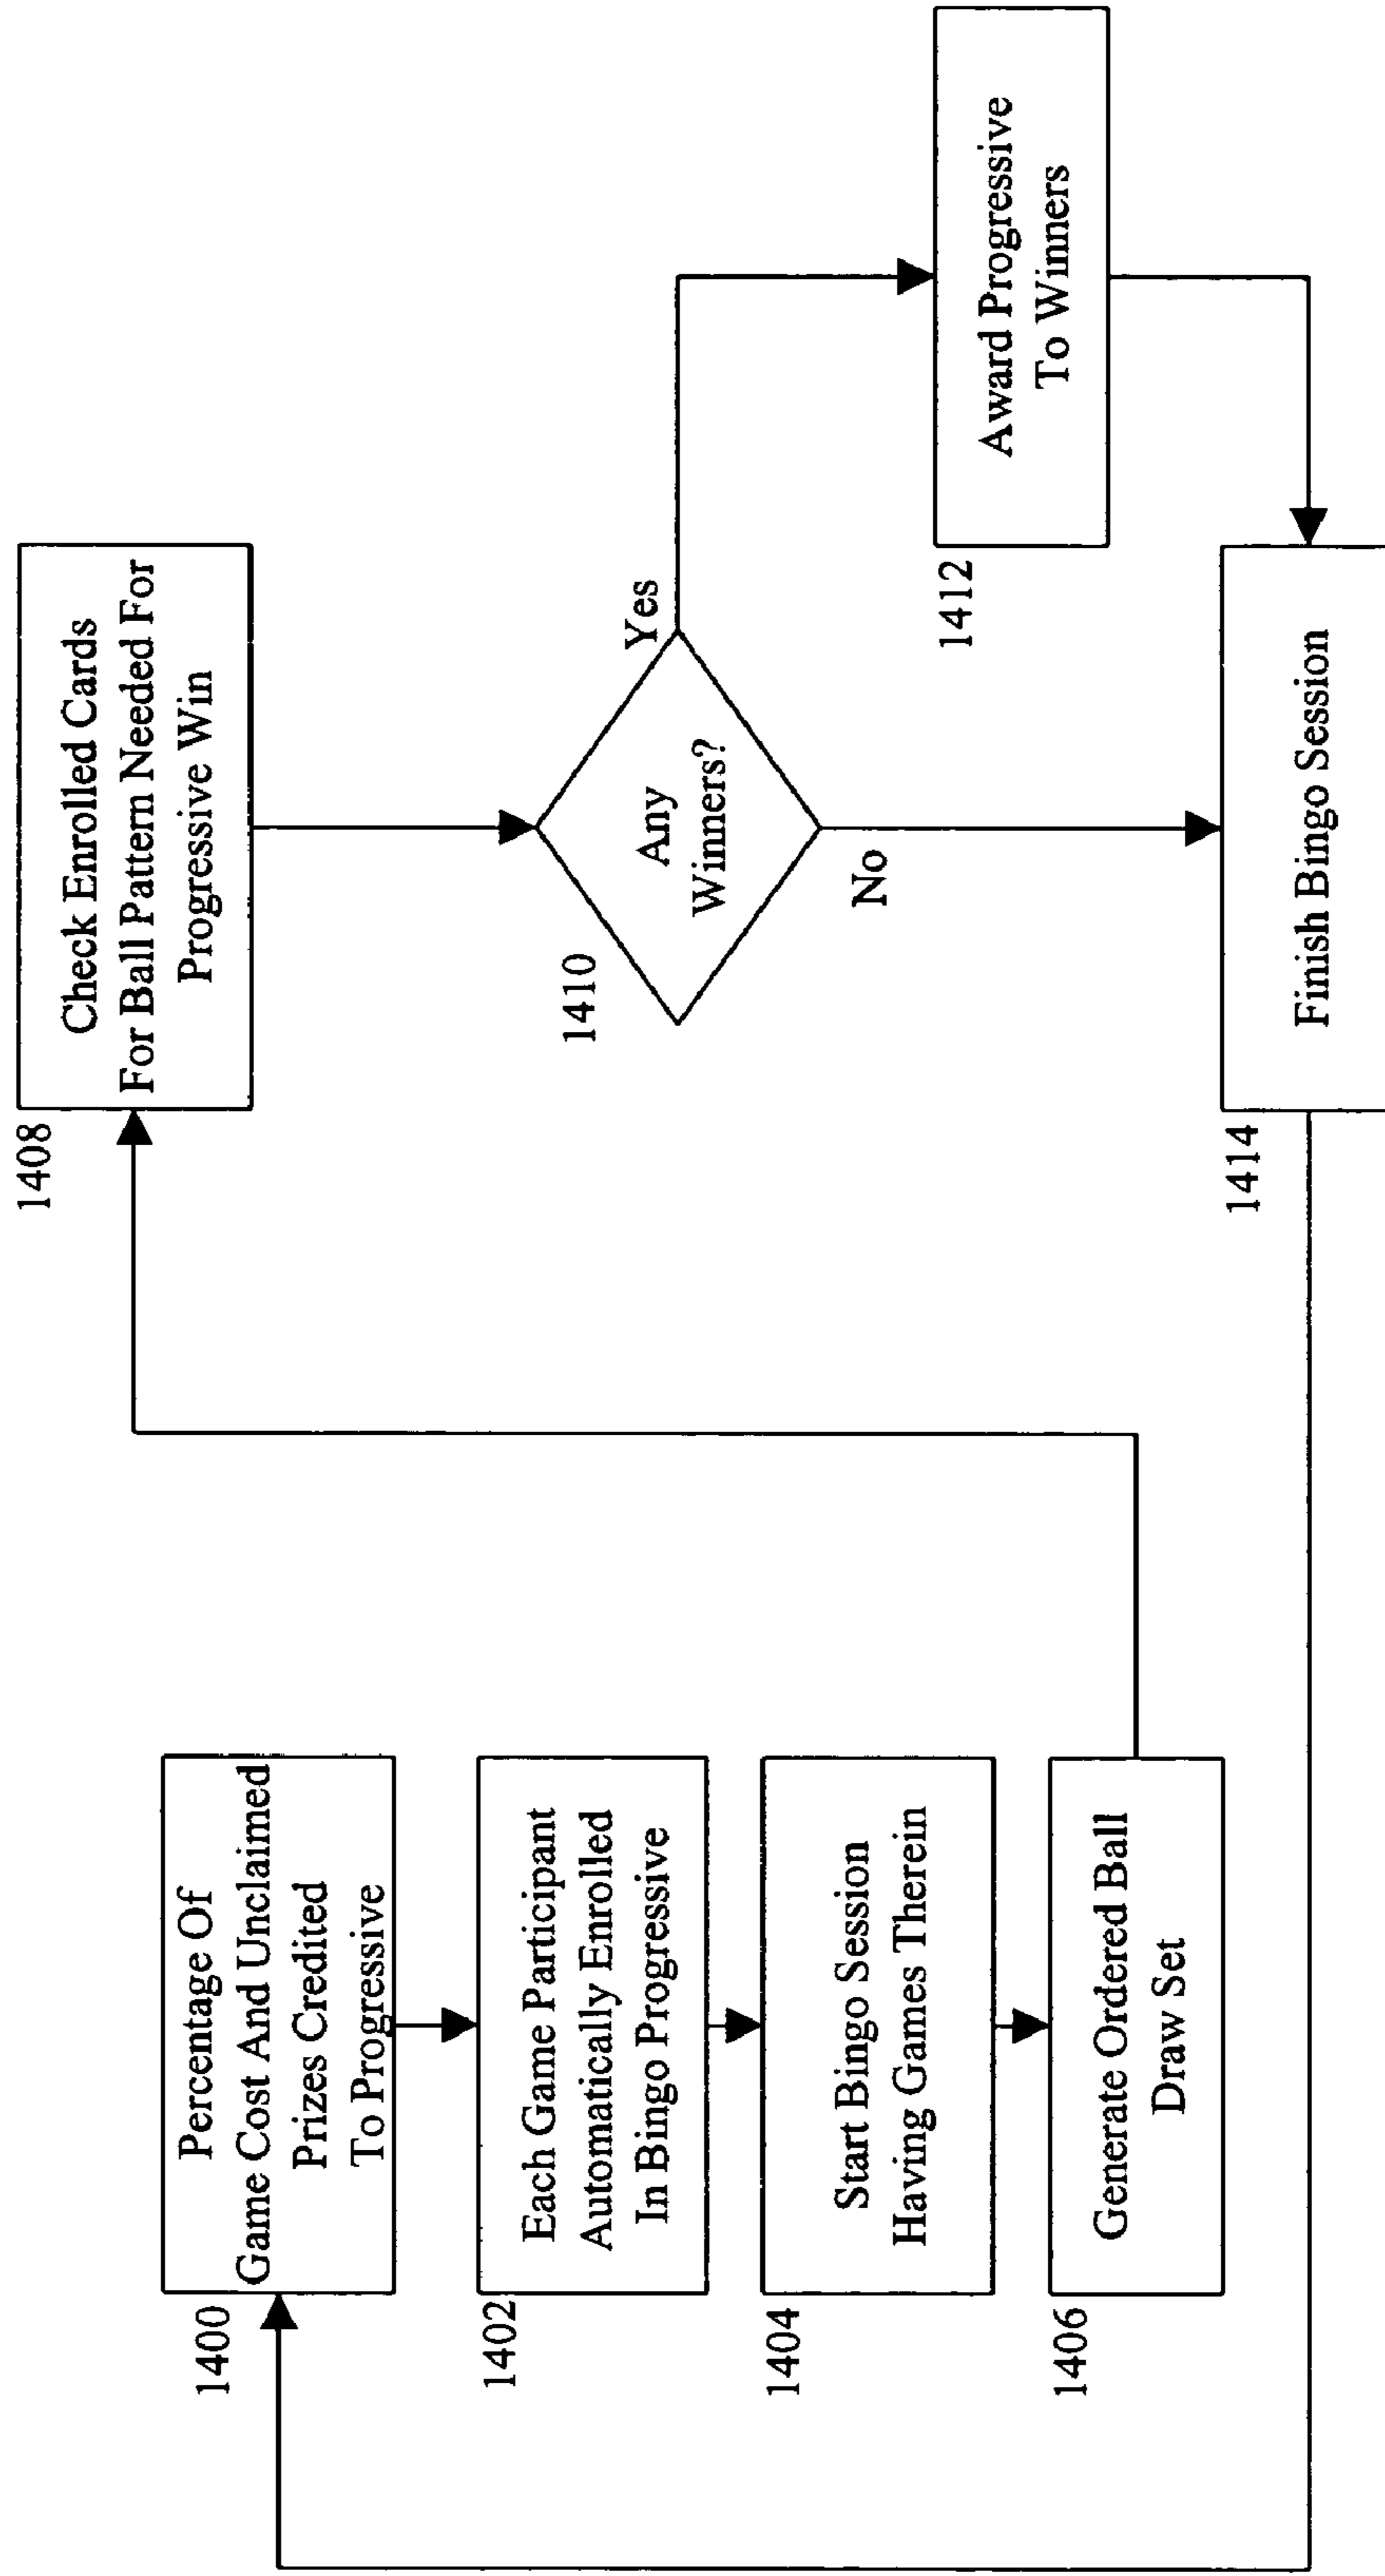 1400
Percentage Of
Game Cost And Unclaimed
Prizes Credited
To Progressive
1402
Each Game Participant
Automatically Enrolled
In Bingo Progressive
1404
Start Bingo Session
Having Games Therein
1406
Generate Ordered Ball
Draw Set
1408
Check Enrolled Cards
For Ball Pattern Needed For
Progressive Win
1410
Any
Winners?
Yes
No
1412
Award Progressive
To Winners
1414
Finish Bingo Session